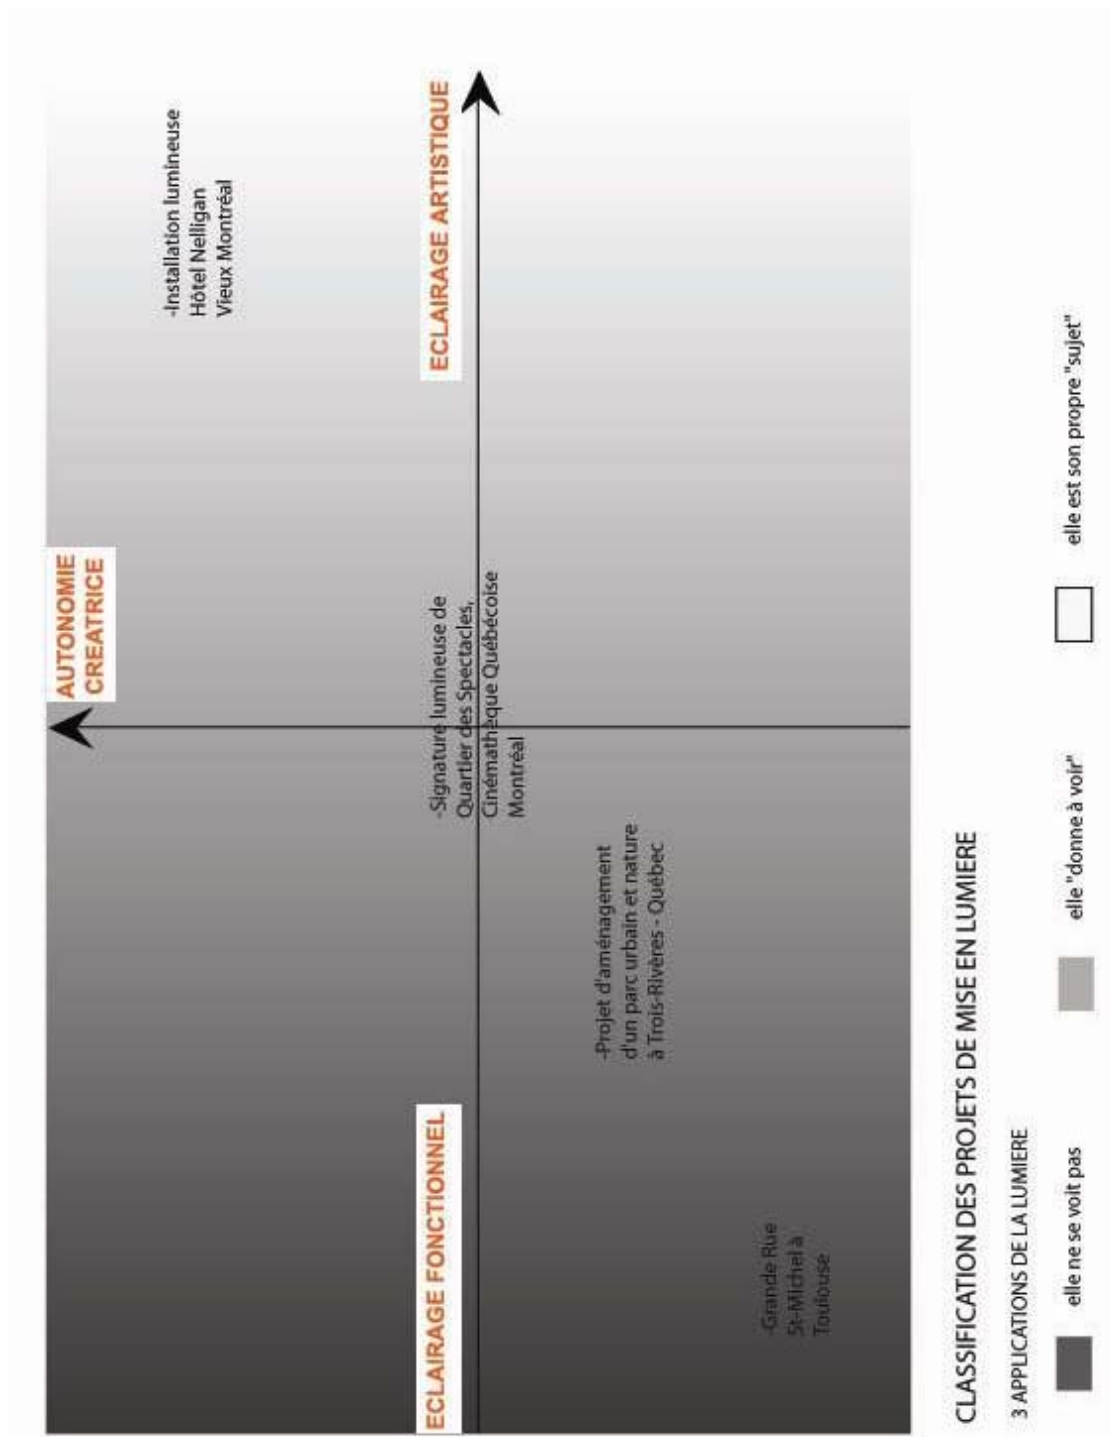 AUTONOMIE
CREATRICE
-Installation lumineuse
Hôtel Nelligan
Vieux Montréal
ECLAIRAGE FONCTIONNEL
ECLAIRAGE ARTISTIQUE
-Signature lumineuse de
Quartier des Spectacles,
Cinémathèque Québécoise
Montréal
-Projet d'aménagement
d'un parc urbain et nature
à Trois-Rivères - Québec
-Grande Rue
St-Michel à
Toulouse
CLASSIFICATION DES PROJETS DE MISE EN LUMIERE
3 APPLICATIONS DE LA LUMIERE
elle ne se voit pas
elle "donne à voir"
elle est son propre "sujet"